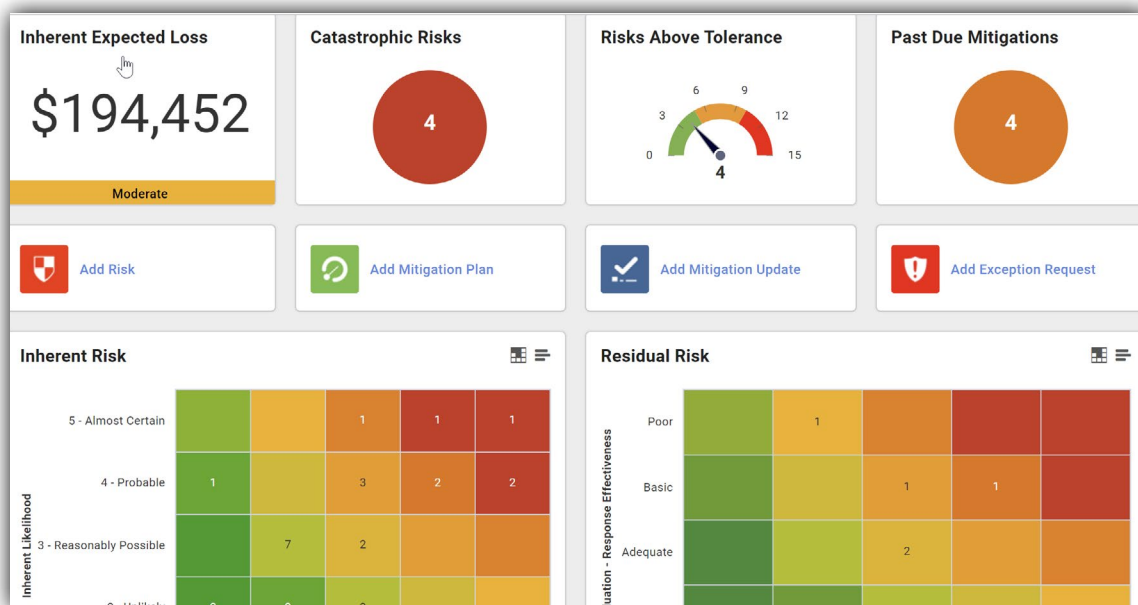 Inherent Expected Loss
Catastrophic Risks
Risks Above Tolerance
Past Due Mitigations
$194,452
Moderate
4
0
3
6
9
12
15
4
4
Add Risk
Add Mitigation Plan
Add Mitigation Update
Add Exception Request
Inherent Risk
Inherent Likelihood
5 - Almost Certain
1
1
1
4 - Probable
1
3
2
2
3 - Reasonably Possible
7
2
Residual Risk
Response Effectiveness
Poor
1
Basic
1
1
Adequate
2